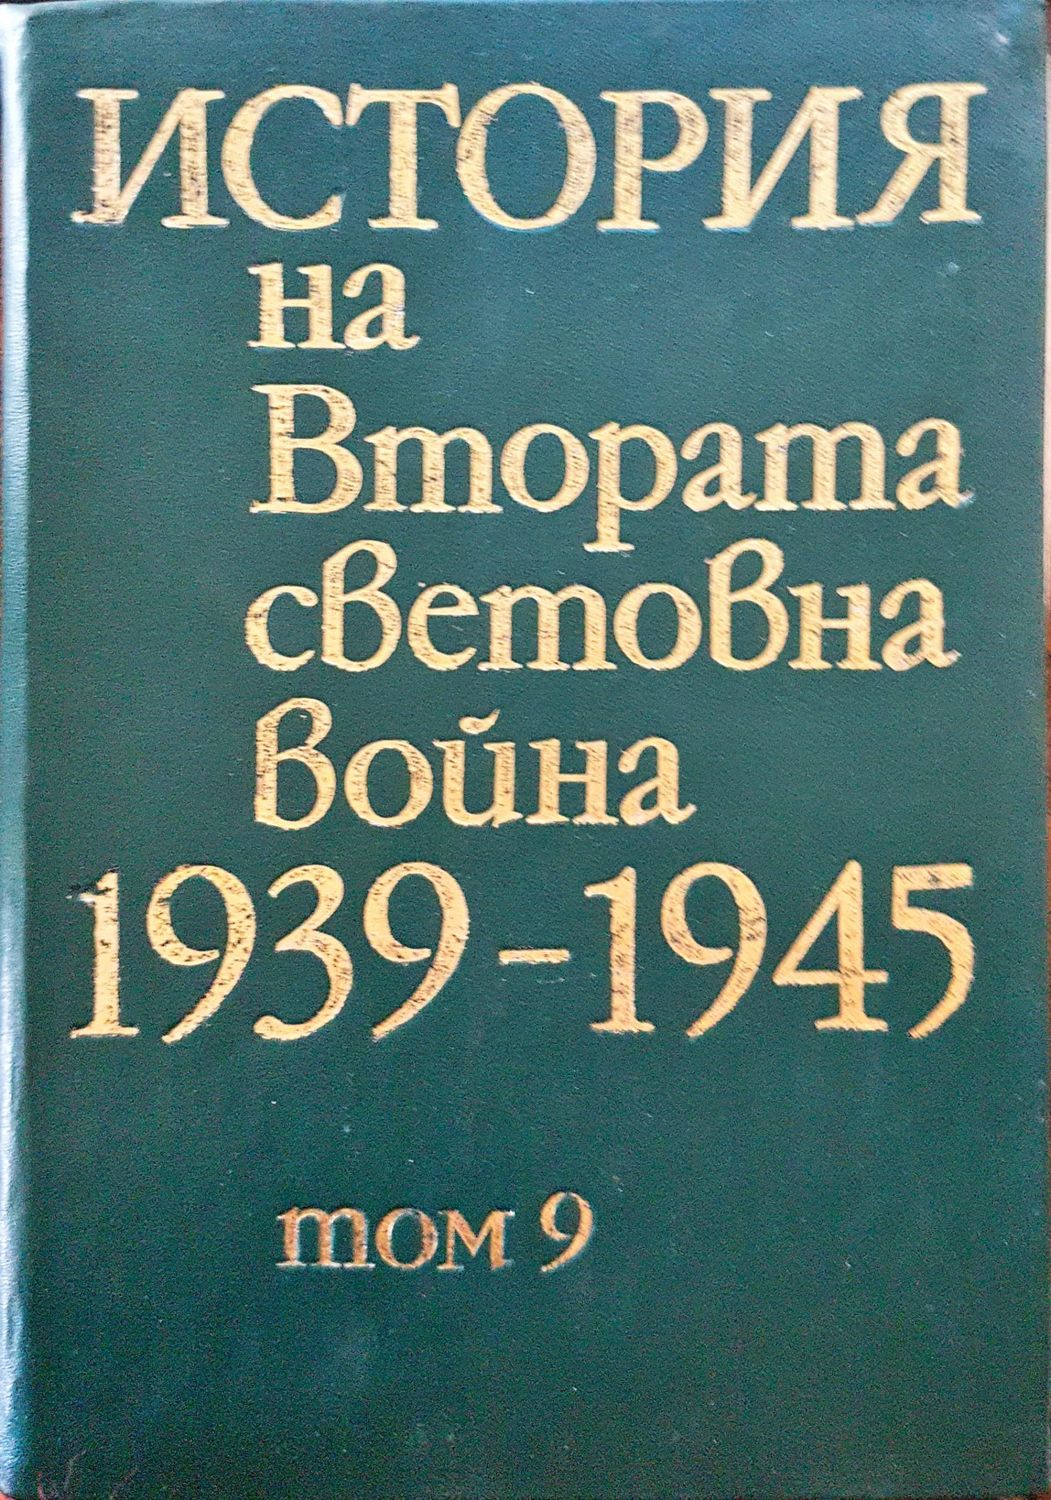 ИСТОРИЯ
на
Втората
световна
война
1939-1945
том 9